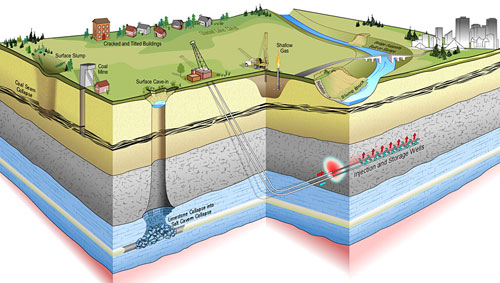 Cracked and Tilted Buildings
Surface Slump
Coal
Mine
Surface Cave-in
Shallow
Gas
Coal Seam
Collapse
Injection and Storage Wells
Limestone Collapse into
Salt Cavern Collapse